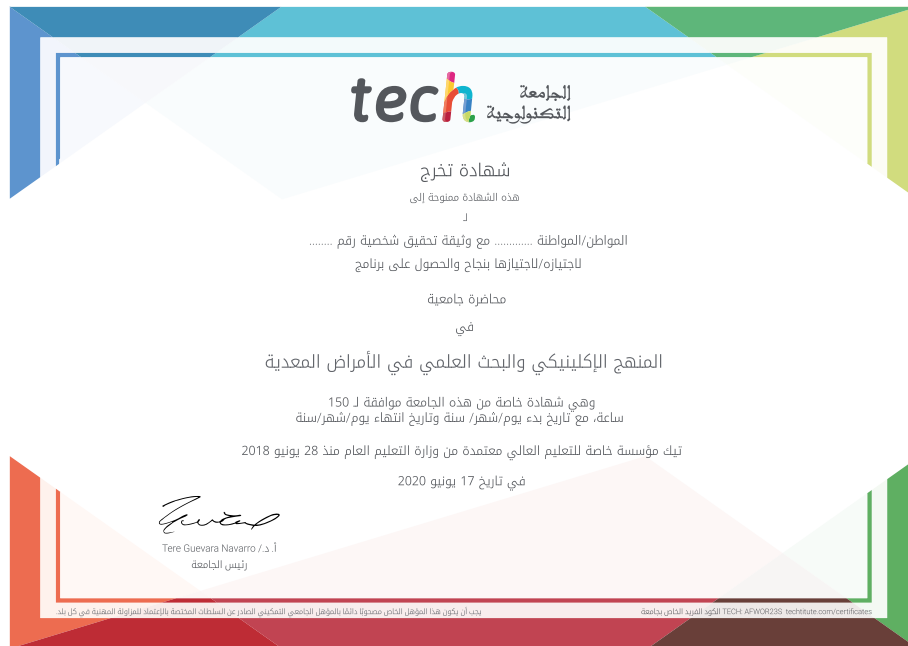 tech الجامعة
التكنولوجية
شهادة تخرج
هذه الشهادة ممنوحة إلى
لـ
المواطن/المواطنة ............ مع وثيقة تحقيق شخصية رقم ........
لاجتيازه/لاجتيازها بنجاح والحصول على برنامج
محاضرة جامعية
في
المنهج الإكلينيكي والبحث العلمي في الأمراض المعدية
وهي شهادة خاصة من هذه الجامعة موافقة لـ 150
ساعة، مع تاريخ بدء يوم/شهر/ سنة وتاريخ انتهاء يوم/شهر/سنة
تيك مؤسسة خاصة للتعليم العالي معتمدة من وزارة التعليم العام منذ 28 يونيو 2018
في تاريخ 17 يونيو 2020
أ. د./ Tere Guevara Navarro
رئيس الجامعة
يجب أن يكون هذا المؤهل الخاص مصحوبًا دائمًا بالمؤهل الجامعي التمكيني الصادر عن السلطات المختصة بالإعتماد للمزاولة المهنية في كل بلد.
الكود الفريد الخاص بجامعة TECH: AFWOR23S techtitute.com/certificates